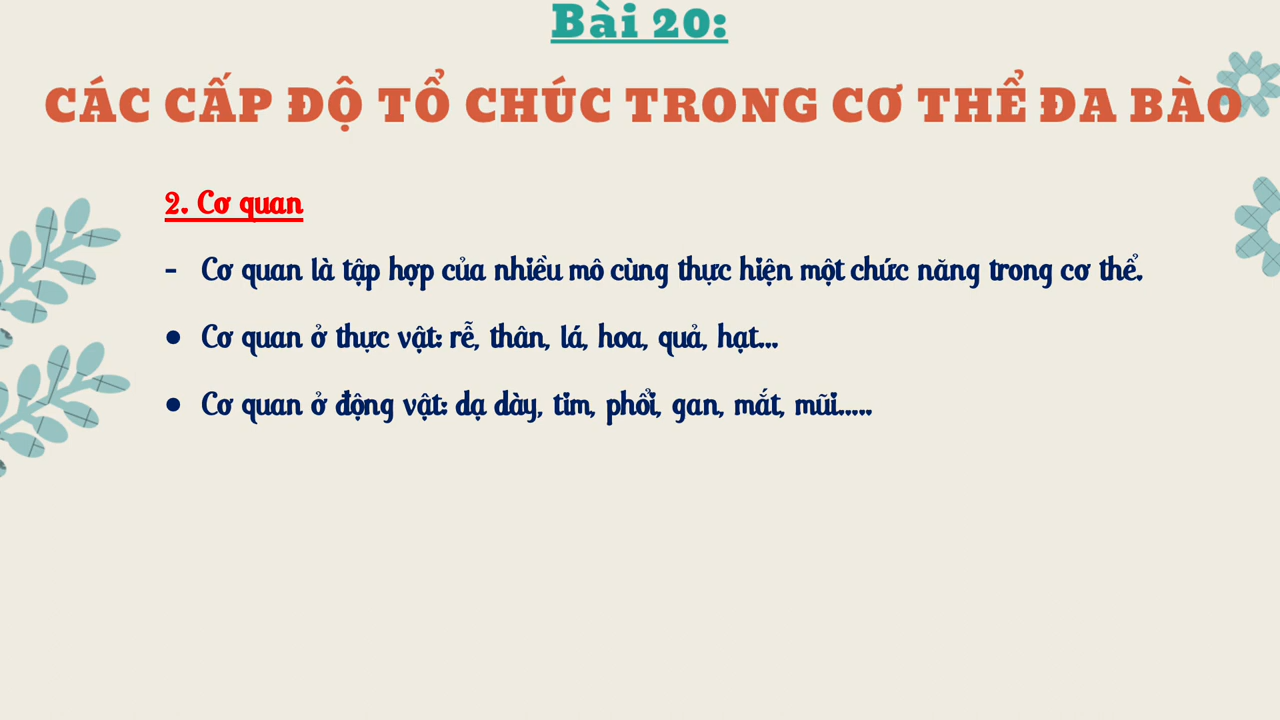 Bài 20:
CÁC CẤP ĐỘ TỔ CHÚC TRONG CƠ THỂ ĐA BÀO
2. Cơ quan
- Cơ quan là tập hợp của nhiều mô cùng thực hiện một chức năng trong cơ thể.
● Cơ quan ở thực vật: rễ, thân, lá, hoa, quả, hạt...
● Cơ quan ở động vật: dạ dày, tim, phổi, gan, mắt, mũi.....